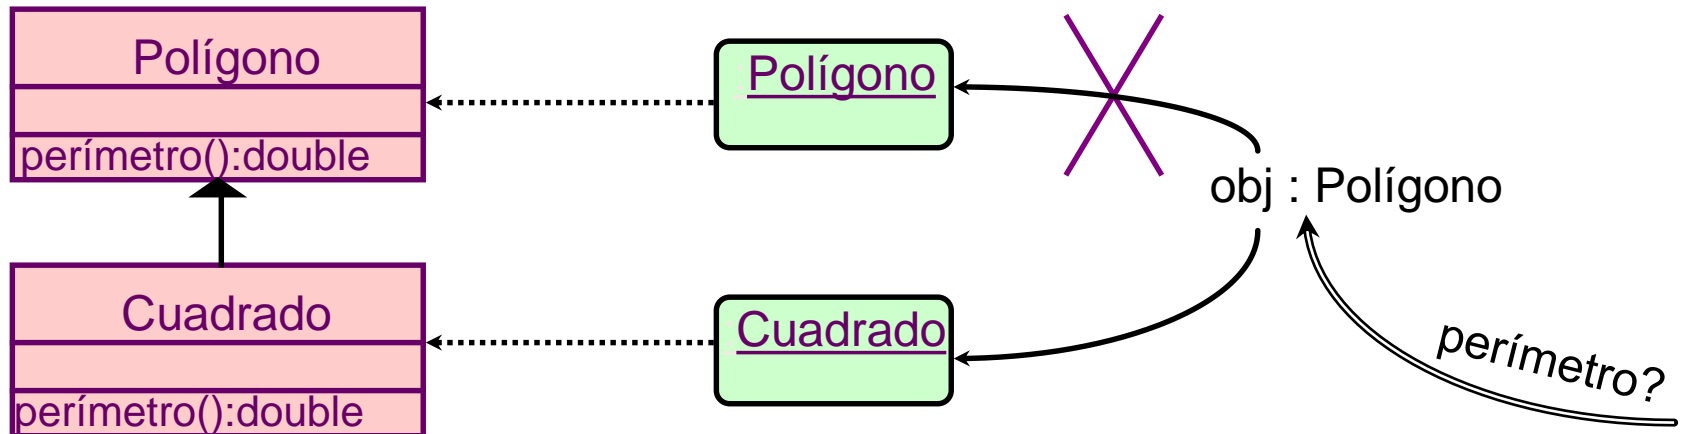 Polígono
perímetro():double
Cuadrado
perímetro():double
Polígono
Cuadrado
obj : Polígono
perímetro?